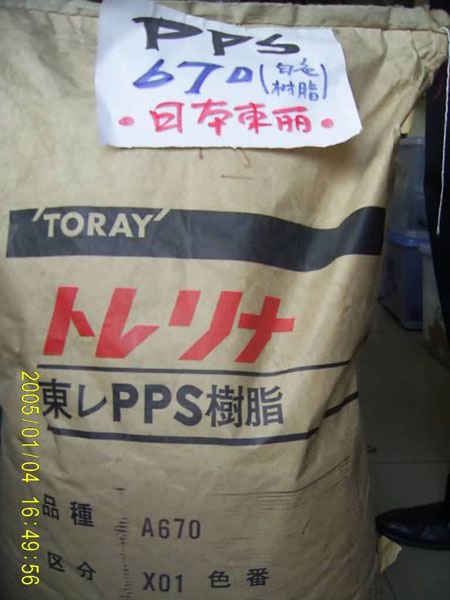 PPS
670(白色樹脂)
•日本東丽•
'TORAY'
トレリナ
東レPPS樹脂
品種 A670
区分 X01 色番
2005/01/04 16:49:56